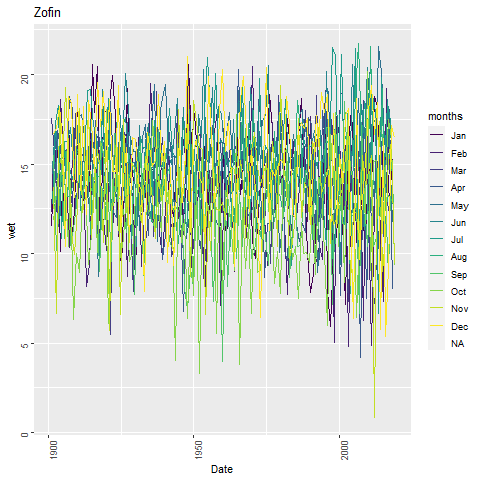 Zofin
wet
20
15
10
5
0
1900
1950
2000
Date
months
Jan
Feb
Mar
Apr
May
Jun
Jul
Aug
Sep
Oct
Nov
Dec
NA